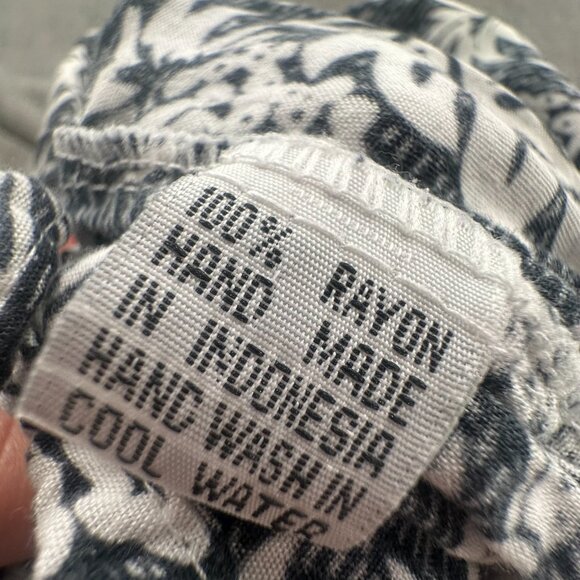 100% RAYON
HAND MADE
IN INDONESIA
HAND WASH IN
COOL WATER